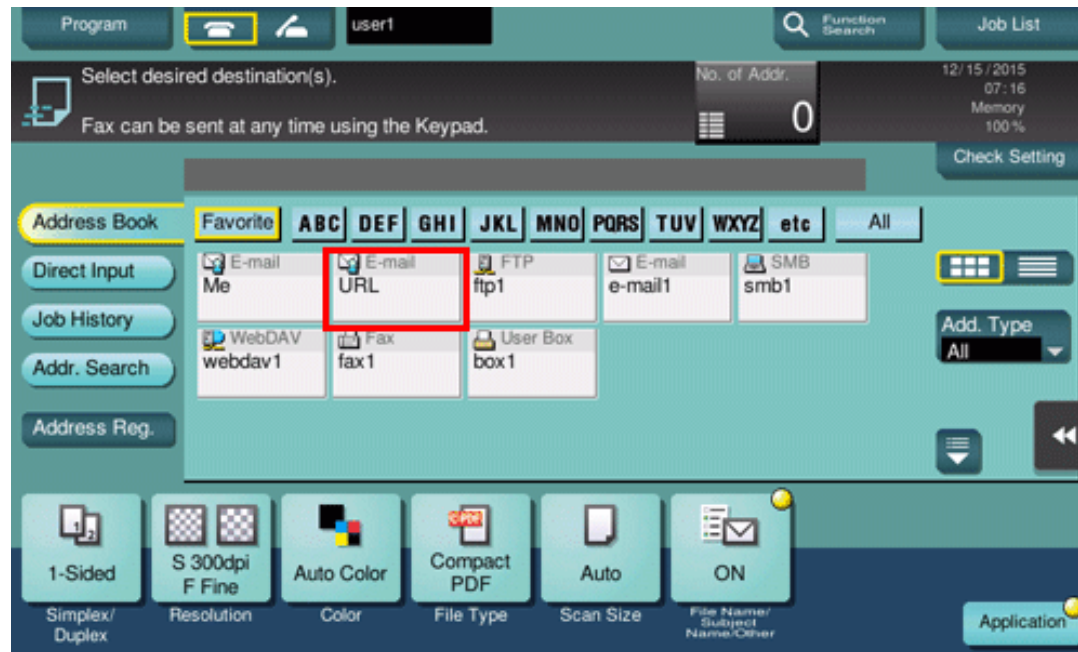 Program
user1
Function
Search
Job List
Select desired destination(s).
Fax can be sent at any time using the Keypad.
No. of Addr.
0
12/15/2015
07:16
Memory
100%
Check Setting
Address Book
Favorite ABC DEF GHI JKL MNO PQRS TUV WXYZ etc All
Direct Input
Job History
Addr. Search
Address Reg.
E-mail
Me
E-mail
URL
FTP
ftp1
E-mail
e-mail1
SMB
smb1
WebDAV
webdav1
Fax
fax1
User Box
box1
Add. Type
All
1 2
1-Sided
Simplex/
Duplex
S 300dpi
F Fine
Resolution
Auto Color
Color
C-PDF
Compact
PDF
File Type
Auto
Scan Size
ON
File Name/
Subject
Name/Other
Application